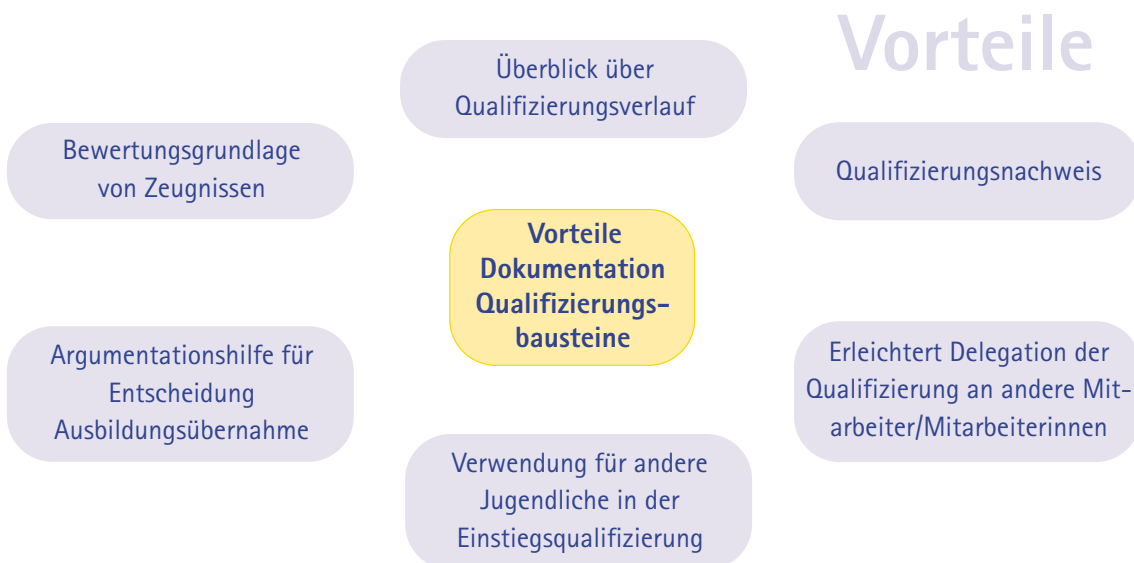 Vorteile
Überblick über
Qualifizierungsverlauf
Bewertungsgrundlage
von Zeugnissen
Qualifizierungsnachweis
Vorteile
Dokumentation
Qualifizierungs-
bausteine
Argumentationshilfe für
Entscheidung
Ausbildungsübernahme
Erleichtert Delegation der
Qualifizierung an andere Mit-
arbeiter/Mitarbeiterinnen
Verwendung für andere
Jugendliche in der
Einstiegsqualifizierung